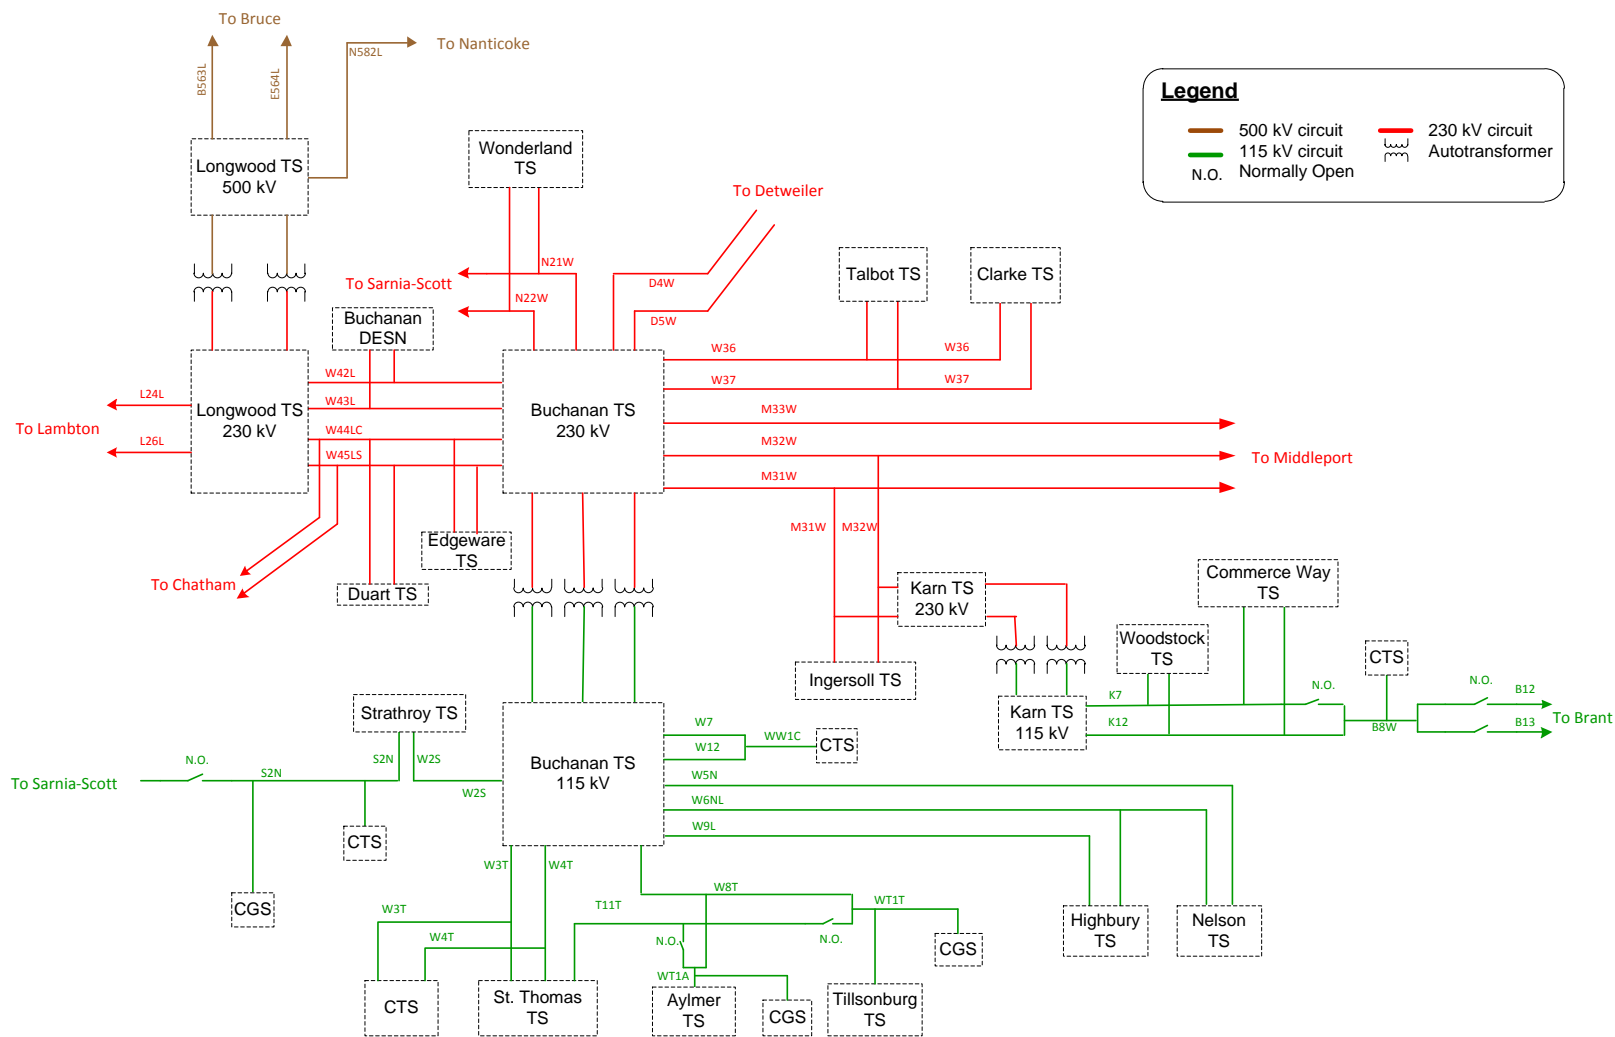 To Bruce
To Nanticoke
N582L
B563L
E564L
Legend
500 kV circuit
230 kV circuit
115 kV circuit
Autotransformer
N.O.
Normally Open
Longwood TS
500 kV
Wonderland
TS
To Detweiler
To Sarnia-Scott
N21W
N22W
D4W
D5W
Talbot TS
Clarke TS
Buchanan
DESN
W36
W36
W37
W37
W42L
W43L
W44LC
W45LS
L24L
L26L
To Lambton
Longwood TS
230 kV
Buchanan TS
230 kV
M33W
M32W
M31W
To Middleport
M31W
M32W
Edgeware
TS
To Chatham
Duart TS
Karn TS
230 kV
Commerce Way
TS
Woodstock
TS
CTS
Ingersoll TS
Karn TS
115 kV
K7
K12
N.O.
N.O.
B12
B13
B8W
To Brant
Strathroy TS
To Sarnia-Scott
N.O.
S2N
S2N
W2S
W2S
Buchanan TS
115 kV
W7
W12
WW1C
CTS
W5N
W6NL
W9L
CTS
CGS
W3T
W4T
W3T
W4T
T11T
W8T
WT1T
N.O.
N.O.
WT1A
CTS
St. Thomas
TS
Aylmer
TS
CGS
Tillsonburg
TS
CGS
Highbury
TS
Nelson
TS